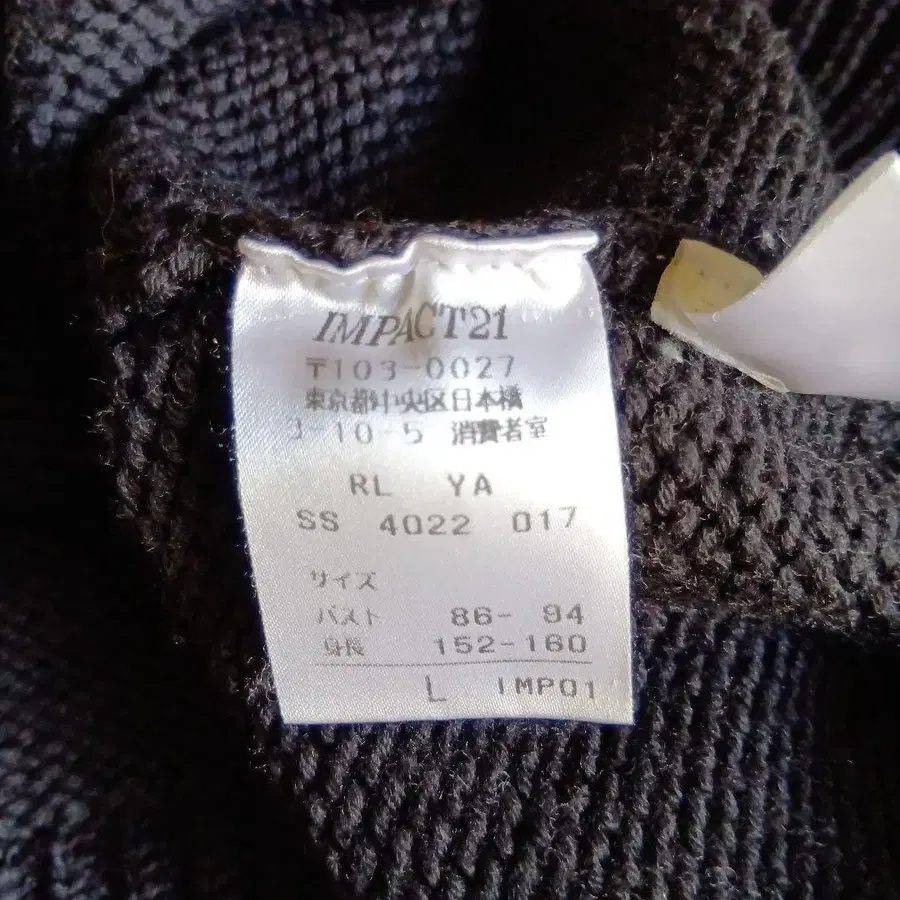 IMPACT21
〒103-0027
東京都中央区日本橋
3-10-5 消費者室
RL YA
SS 4022 017
サイズ
バスト 86- 94
身長 152-160
L IMP01